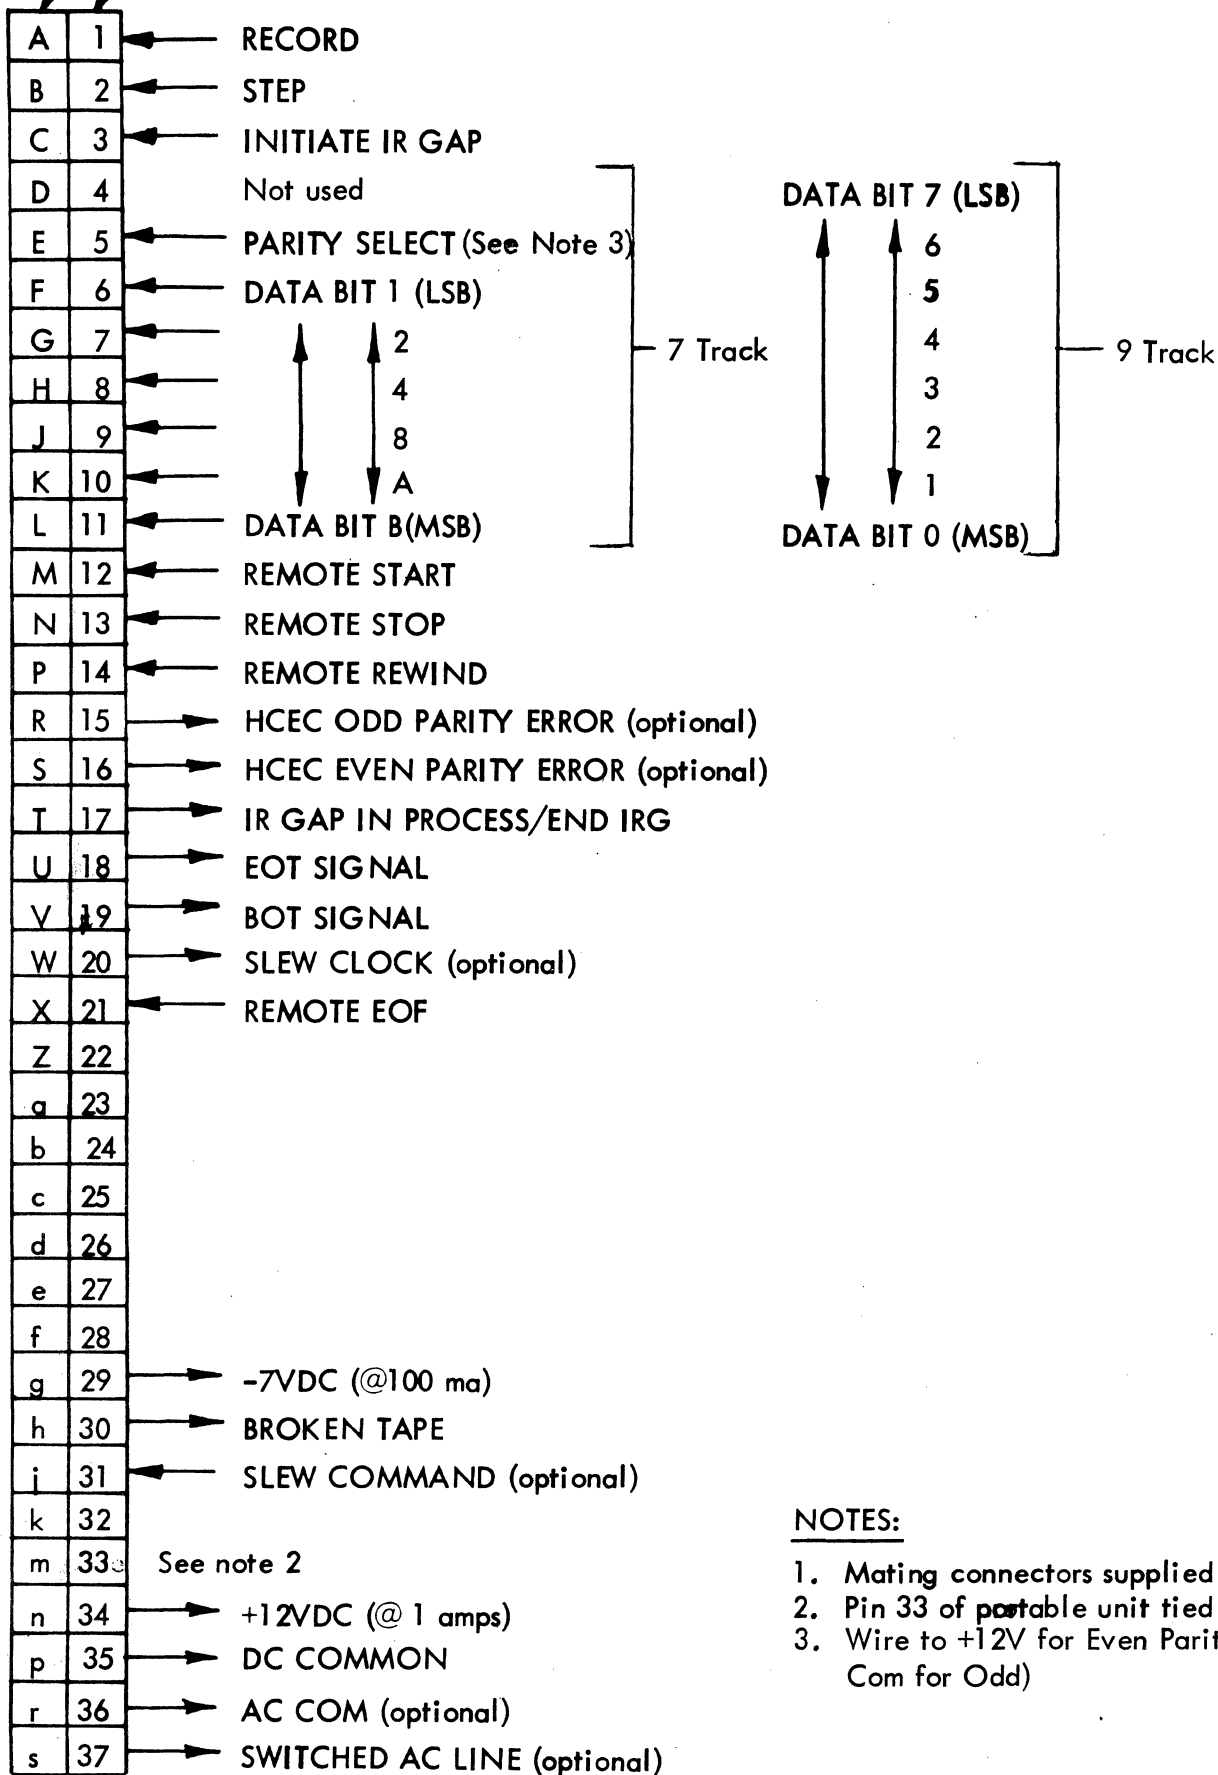 A 1 RECORD
B 2 STEP
C 3 INITIATE IR GAP
D 4 Not used DATA BIT 7 (LSB)
E 5 PARITY SELECT (See Note 3) 6
F 6 DATA BIT 1 (LSB) 5
G 7 2 7 Track 4 9 Track
H 8 4 3
J 9 8 2
K 10 A 1
L 11 DATA BIT B(MSB) DATA BIT 0 (MSB)
M 12 REMOTE START
N 13 REMOTE STOP
P 14 REMOTE REWIND
R 15 HCEC ODD PARITY ERROR (optional)
S 16 HCEC EVEN PARITY ERROR (optional)
T 17 IR GAP IN PROCESS/END IRG
U 18 EOT SIGNAL
V 19 BOT SIGNAL
W 20 SLEW CLOCK (optional)
X 21 REMOTE EOF
Z 22
a 23
b 24
c 25
d 26
e 27
f 28
g 29 -7VDC (@100 ma)
h 30 BROKEN TAPE
j 31 SLEW COMMAND (optional)
k 32
m 33 See note 2
n 34 +12VDC (@ 1 amps)
p 35 DC COMMON
r 36 AC COM (optional)
s 37 SWITCHED AC LINE (optional)
NOTES:
1. Mating connectors supplied
2. Pin 33 of portable unit tied
3. Wire to +12V for Even Parit
Com for Odd)